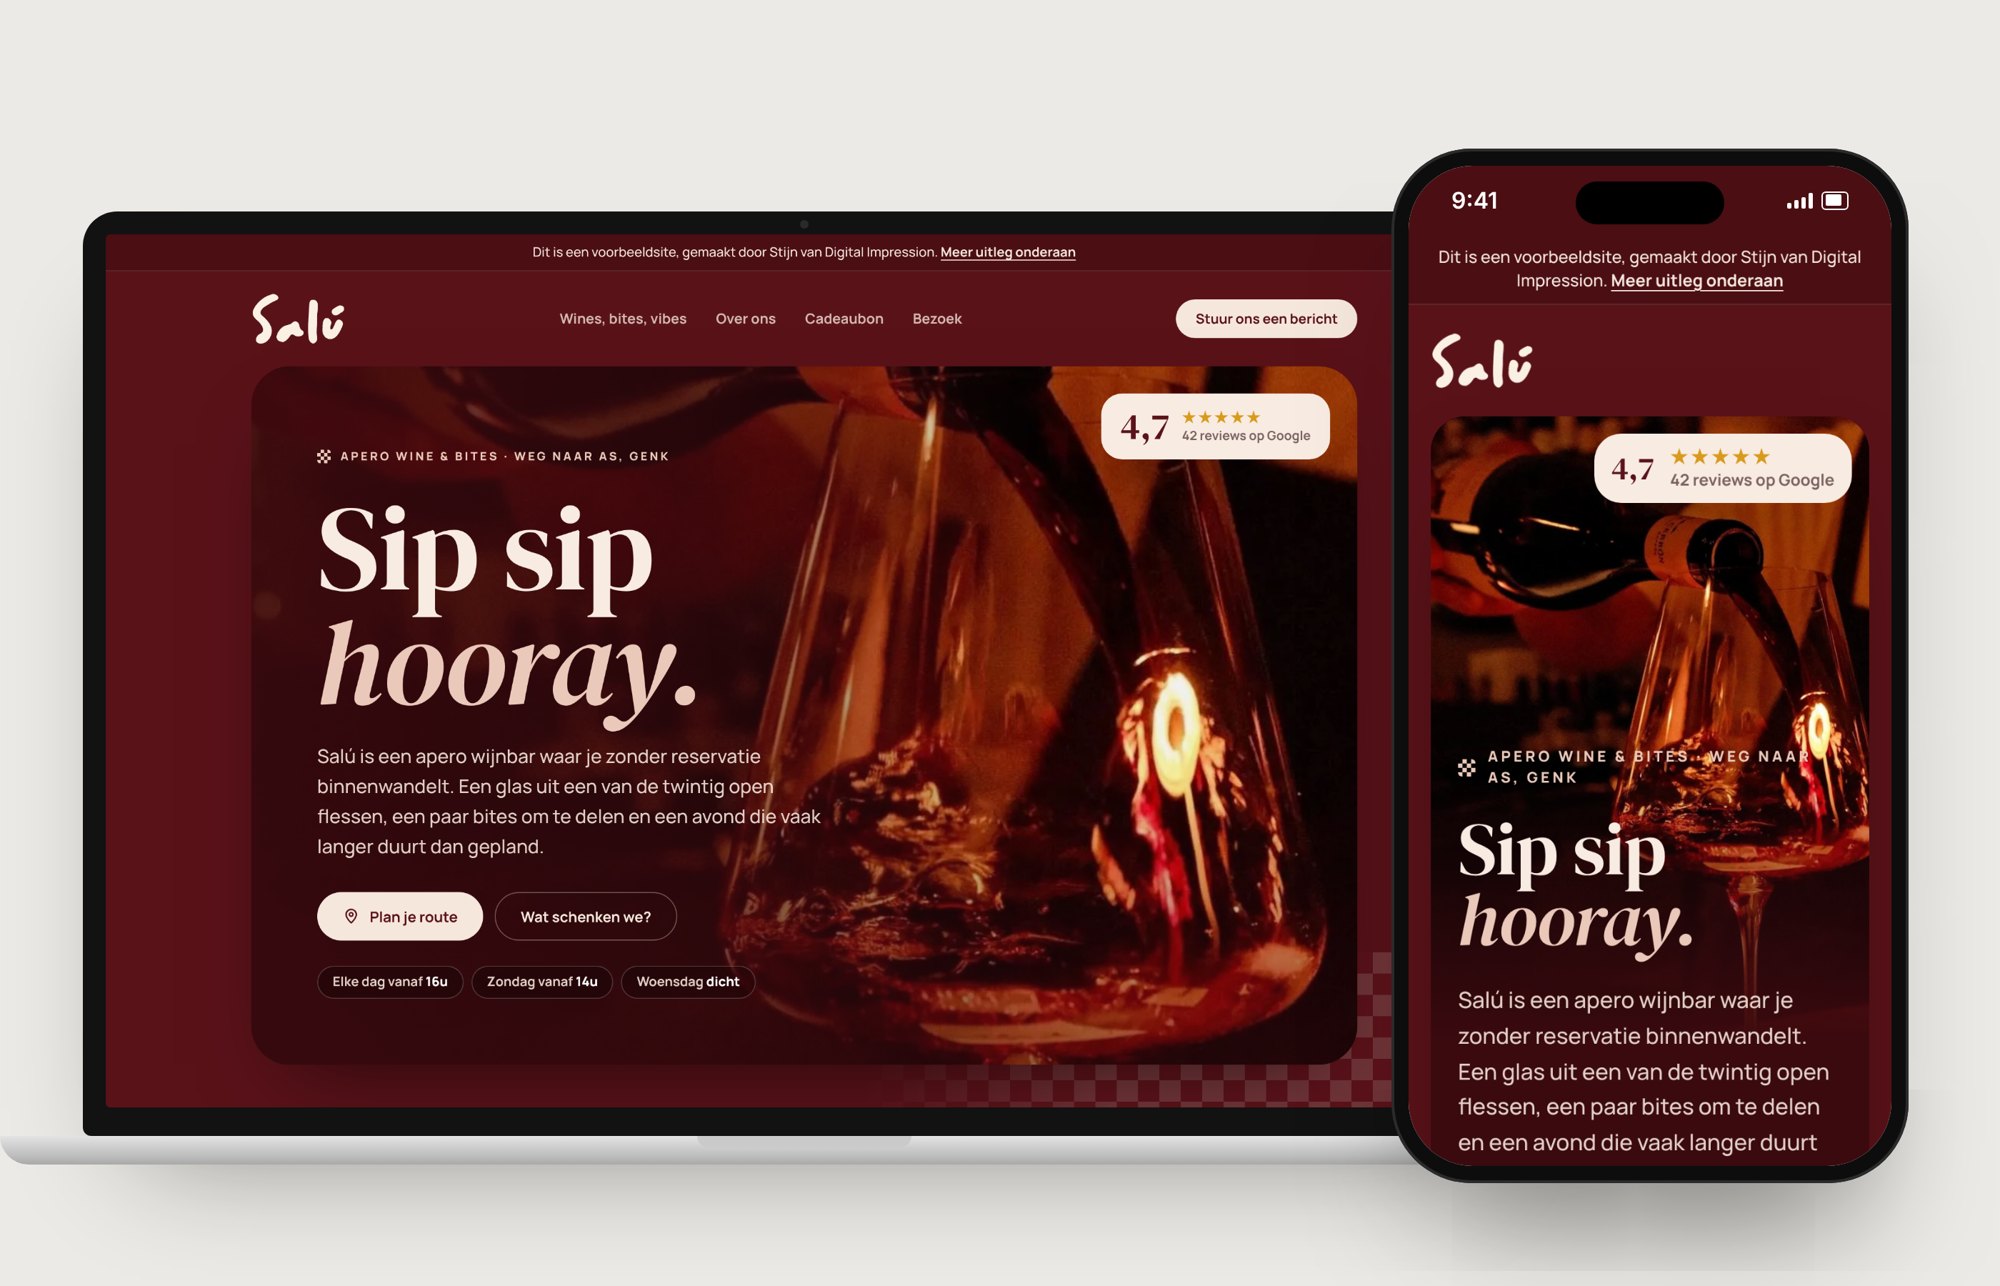 Dit is een voorbeeldsite, gemaakt door Stijn van Digital Impression. Meer uitleg onderaan
Salú
Wines, bites, vibes
Over ons
Cadeaubon
Bezoek
Stuur ons een bericht
4,7
★★★★★
42 reviews op Google
APERO WINE & BITES · WEG NAAR AS, GENK
Sip sip
hooray.
Salú is een apero wijnbar waar je zonder reservatie
binnenwandelt. Een glas uit een van de twintig open
flessen, een paar bites om te delen en een avond die vaak
langer duurt dan gepland.
Plan je route
Wat schenken we?
Elke dag vanaf 16u
Zondag vanaf 14u
Woensdag dicht
9:41
Dit is een voorbeeldsite, gemaakt door Stijn van Digital
Impression. Meer uitleg onderaan
Salú
4,7
★★★★★
42 reviews op Google
APERO WINE & BITES · WEG NAAR
AS, GENK
Sip sip
hooray.
Salú is een apero wijnbar waar je
zonder reservatie binnenwandelt.
Een glas uit een van de twintig open
flessen, een paar bites om te delen
en een avond die vaak langer duurt